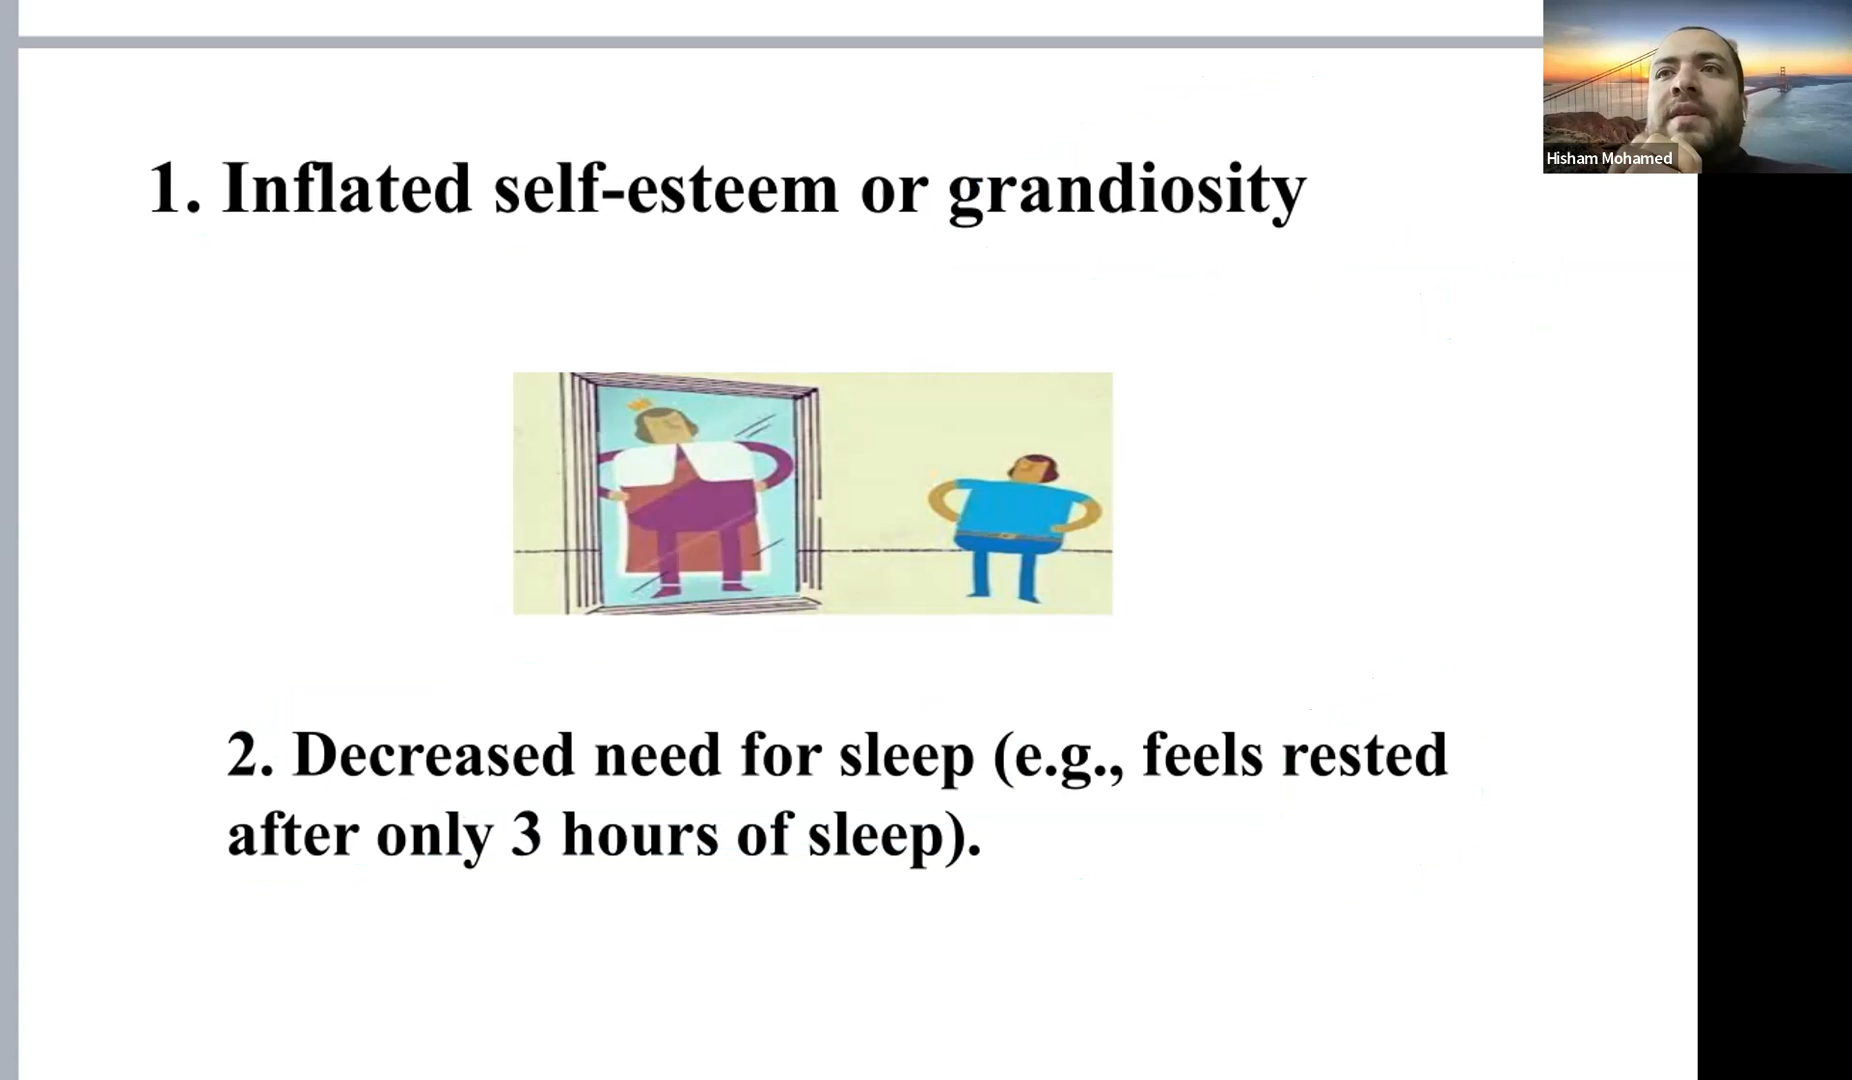 Hisham Mohamed
1. Inflated self-esteem or grandiosity
2. Decreased need for sleep (e.g., feels rested
after only 3 hours of sleep).